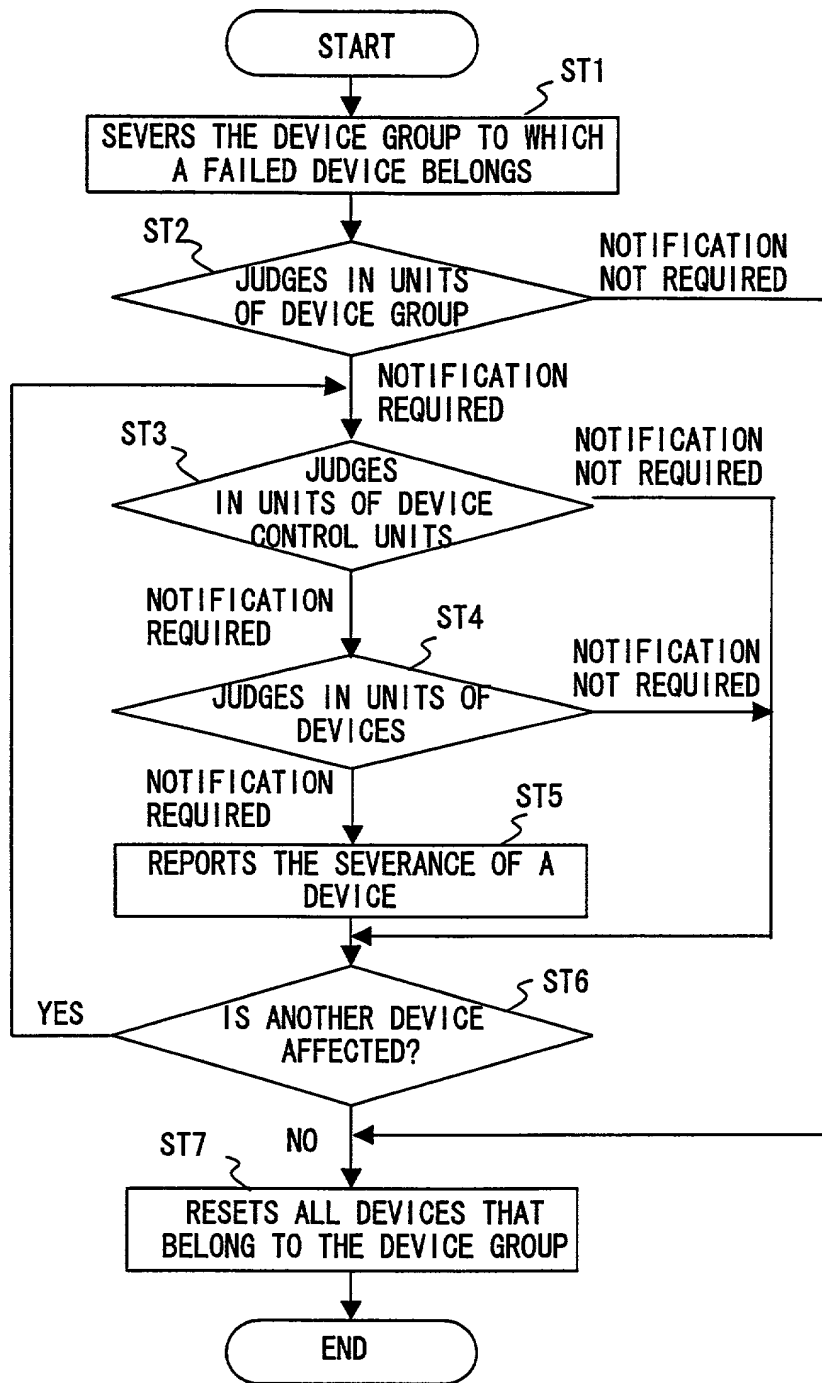 START
ST1
SEVERS THE DEVICE GROUP TO WHICH
A FAILED DEVICE BELONGS
ST2
JUDGES IN UNITS
OF DEVICE GROUP
NOTIFICATION
NOT REQUIRED
NOTIFICATION
REQUIRED
ST3
JUDGES
IN UNITS OF DEVICE
CONTROL UNITS
NOTIFICATION
NOT REQUIRED
NOTIFICATION
REQUIRED
ST4
JUDGES IN UNITS OF
DEVICES
NOTIFICATION
NOT REQUIRED
NOTIFICATION
REQUIRED
ST5
REPORTS THE SEVERANCE OF A
DEVICE
ST6
IS ANOTHER DEVICE
AFFECTED?
YES
NO
ST7
RESETS ALL DEVICES THAT
BELONG TO THE DEVICE GROUP
END